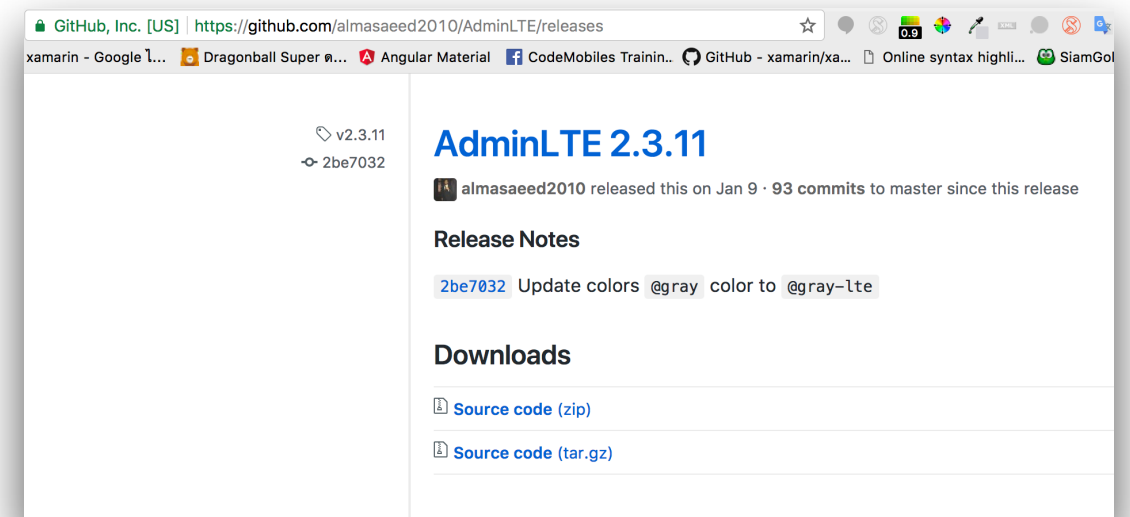 GitHub, Inc. [US] https://github.com/almasaeed2010/AdminLTE/releases
0.9
xamarin - Google ไ... Dragonball Super ต... Angular Material CodeMobiles Trainin... GitHub - xamarin/xa... Online syntax highli... SiamGol
v2.3.11
2be7032
AdminLTE 2.3.11
almasaeed2010 released this on Jan 9 · 93 commits to master since this release
Release Notes
2be7032 Update colors @gray color to @gray-lte
Downloads
Source code (zip)
Source code (tar.gz)